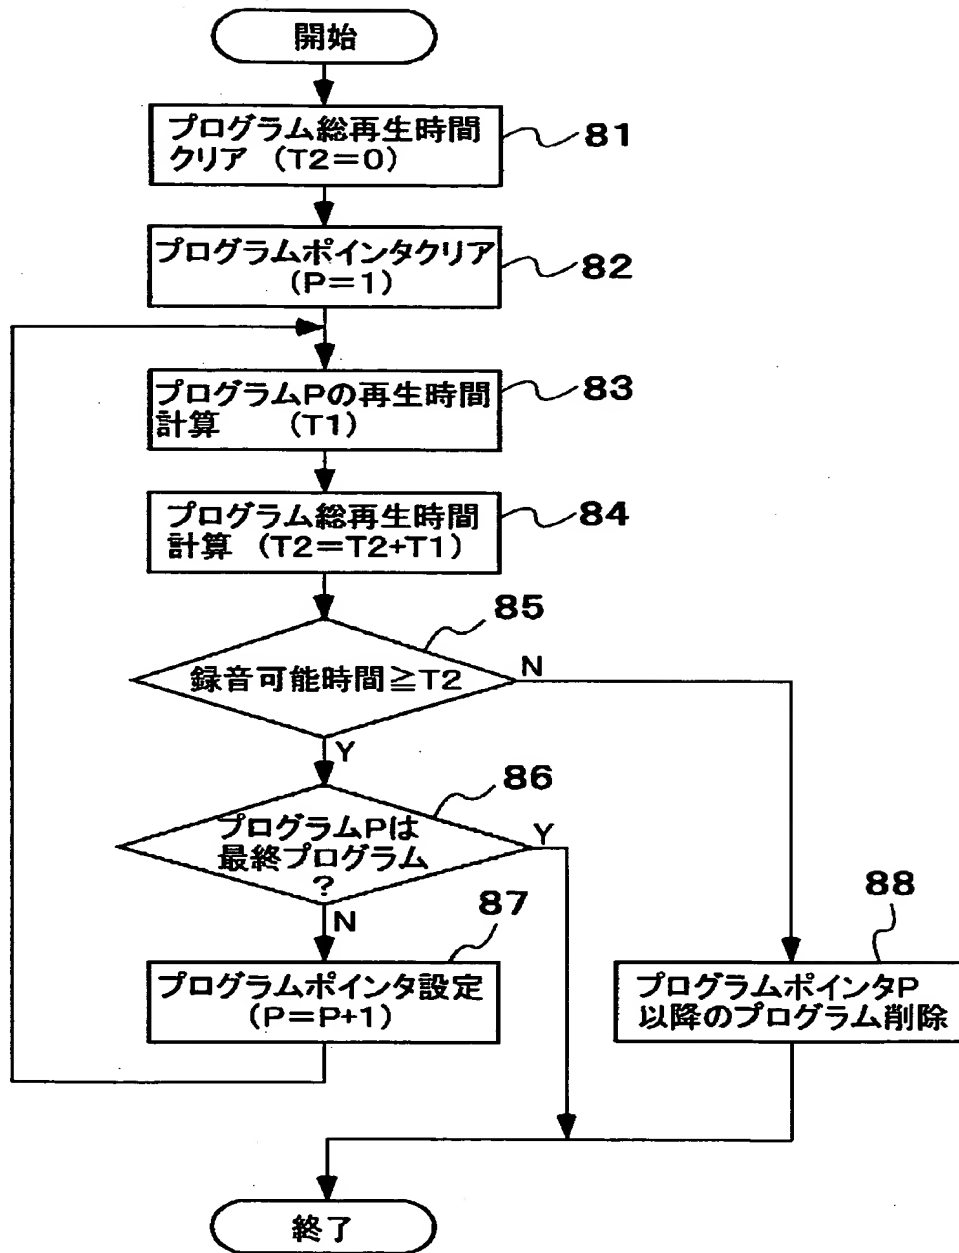 開始
プログラム総再生時間
クリア (T2=0)
81
プログラムポインタクリア
(P=1)
82
プログラムPの再生時間
計算 (T1)
83
プログラム総再生時間
計算 (T2=T2+T1)
84
85
録音可能時間≧T2
N
Y
86
プログラムPは
最終プログラム
?
Y
N
87
プログラムポインタ設定
(P=P+1)
88
プログラムポインタP
以降のプログラム削除
終了